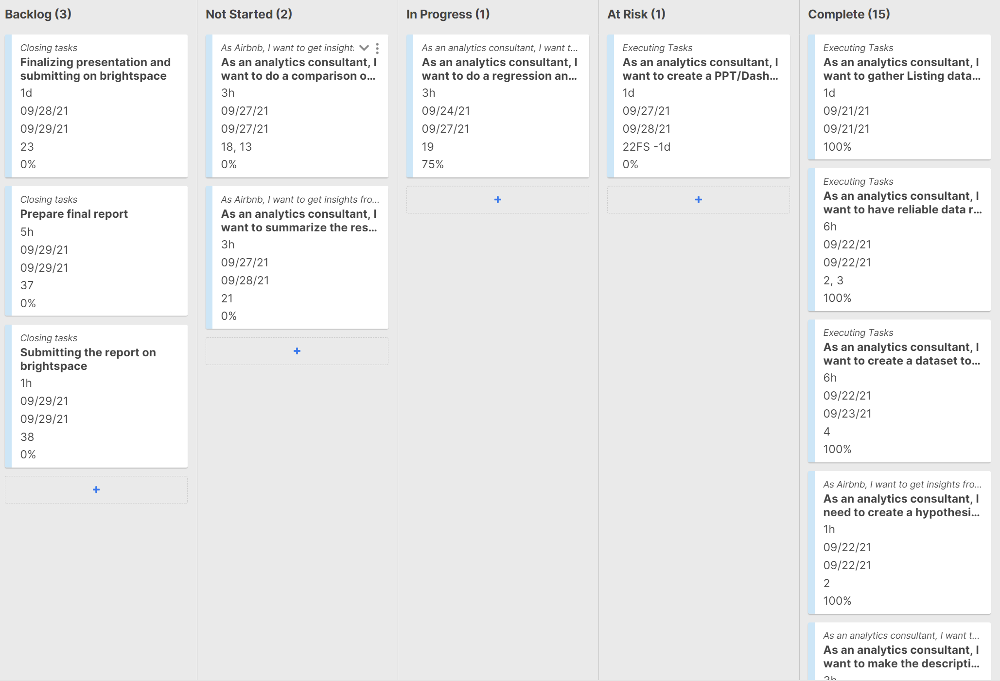 Backlog (3)
Closing tasks
Finalizing presentation and
submitting on brightspace
1d
09/28/21
09/29/21
23
0%
Closing tasks
Prepare final report
5h
09/29/21
09/29/21
37
0%
Closing tasks
Submitting the report on
brightspace
1h
09/29/21
09/29/21
38
0%
+
Not Started (2)
As Airbnb, I want to get insight
As an analytics consultant, I
want to do a comparison o...
3h
09/27/21
09/27/21
18, 13
0%
As Airbnb, I want to get insights fro...
As an analytics consultant, I
want to summarize the res...
3h
09/27/21
09/28/21
21
0%
+
In Progress (1)
As an analytics consultant, I want t...
As an analytics consultant, I
want to do a regression an...
3h
09/24/21
09/27/21
19
75%
+
At Risk (1)
Executing Tasks
As an analytics consultant, I
want to create a PPT/Dash...
1d
09/27/21
09/28/21
22FS -1d
0%
+
Complete (15)
Executing Tasks
As an analytics consultant, I
want to gather Listing data...
1d
09/21/21
09/21/21
100%
Executing Tasks
As an analytics consultant, I
want to have reliable data r...
6h
09/22/21
09/22/21
2, 3
100%
Executing Tasks
As an analytics consultant, I
want to create a dataset to...
6h
09/22/21
09/23/21
4
100%
As Airbnb, I want to get insights fro...
As an analytics consultant, I
need to create a hypothesi...
1h
09/22/21
09/22/21
2
100%
As an analytics consultant, I want t...
As an analytics consultant, I
want to make the descripti...